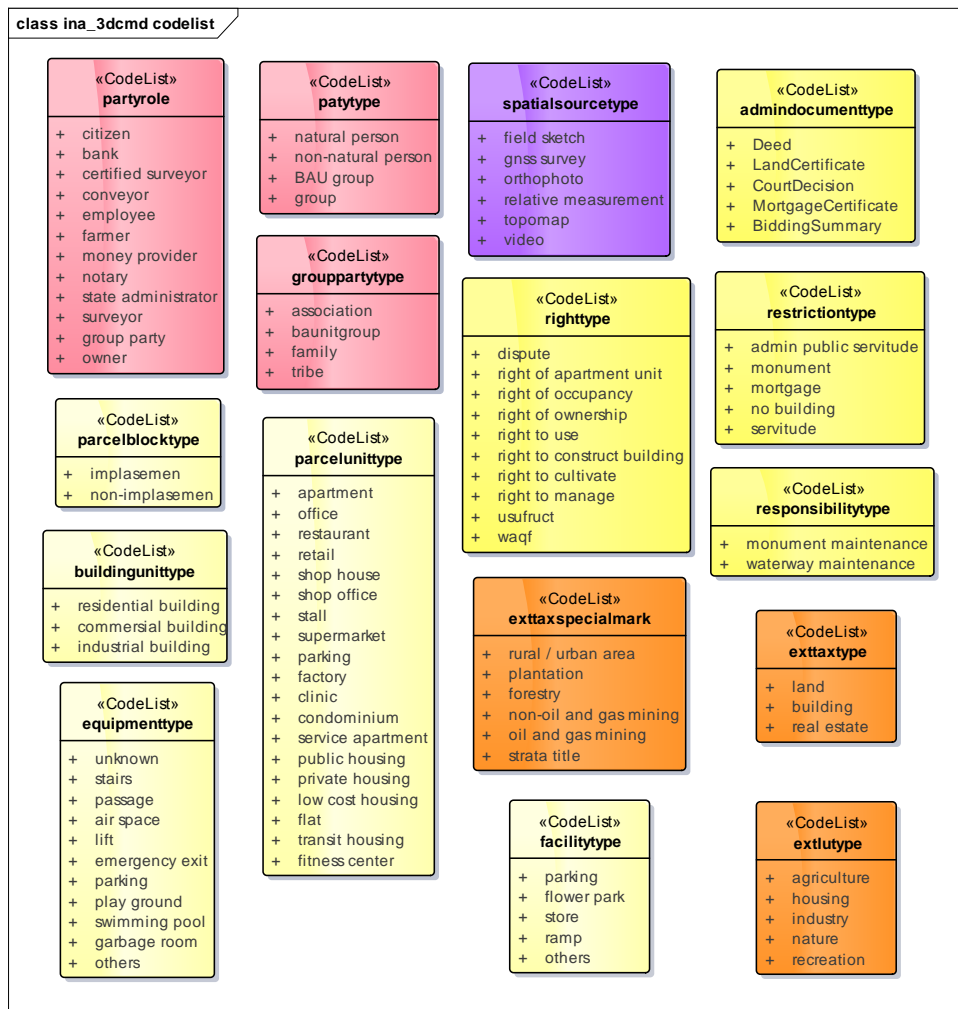 class ina_3dcmd codelist
«CodeList»
partyrole
+ citizen
+ bank
+ certified surveyor
+ conveyor
+ employee
+ farmer
+ money provider
+ notary
+ state administrator
+ surveyor
+ group party
+ owner
«CodeList»
patytype
+ natural person
+ non-natural person
+ BAU group
+ group
«CodeList»
spatialsourcetype
+ field sketch
+ gnss survey
+ orthophoto
+ relative measurement
+ topomap
+ video
«CodeList»
admindocumenttype
+ Deed
+ LandCertificate
+ CourtDecision
+ MortgageCertificate
+ BiddingSummary
«CodeList»
grouppartytype
+ association
+ baunitgroup
+ family
+ tribe
«CodeList»
righttype
+ dispute
+ right of apartment unit
+ right of occupancy
+ right of ownership
+ right to use
+ right to construct building
+ right to cultivate
+ right to manage
+ usufruct
+ waqf
«CodeList»
restrictiontype
+ admin public servitude
+ monument
+ mortgage
+ no building
+ servitude
«CodeList»
parcelblocktype
+ implasemen
+ non-implasemen
«CodeList»
parcelunittype
+ apartment
+ office
+ restaurant
+ retail
+ shop house
+ shop office
+ stall
+ supermarket
+ parking
+ factory
+ clinic
+ condominium
+ service apartment
+ public housing
+ private housing
+ low cost housing
+ flat
+ transit housing
+ fitness center
«CodeList»
responsibilitytype
+ monument maintenance
+ waterway maintenance
«CodeList»
buildingunittype
+ residential building
+ commersial building
+ industrial building
«CodeList»
exttaxspecialmark
+ rural / urban area
+ plantation
+ forestry
+ non-oil and gas mining
+ oil and gas mining
+ strata title
«CodeList»
exttaxtype
+ land
+ building
+ real estate
«CodeList»
equipmenttype
+ unknown
+ stairs
+ passage
+ air space
+ lift
+ emergency exit
+ parking
+ play ground
+ swimming pool
+ garbage room
+ others
«CodeList»
facilitytype
+ parking
+ flower park
+ store
+ ramp
+ others
«CodeList»
extlutype
+ agriculture
+ housing
+ industry
+ nature
+ recreation